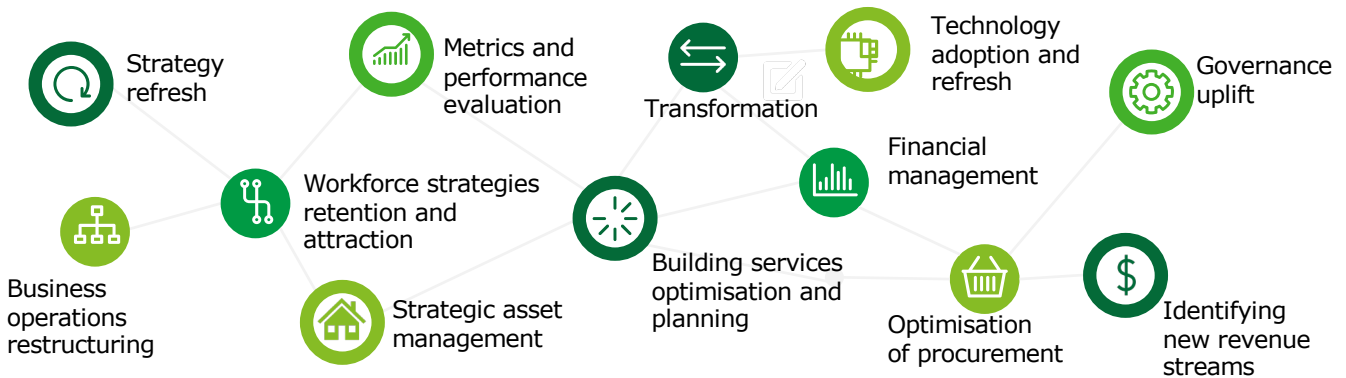 Strategy
refresh
Metrics and
performance
evaluation
Transformation
Technology
adoption and
refresh
Governance
uplift
Business
operations
restructuring
Workforce strategies
retention and
attraction
Strategic asset
management
Building services
optimisation and
planning
Financial
management
Optimisation
of procurement
$
Identifying
new revenue
streams